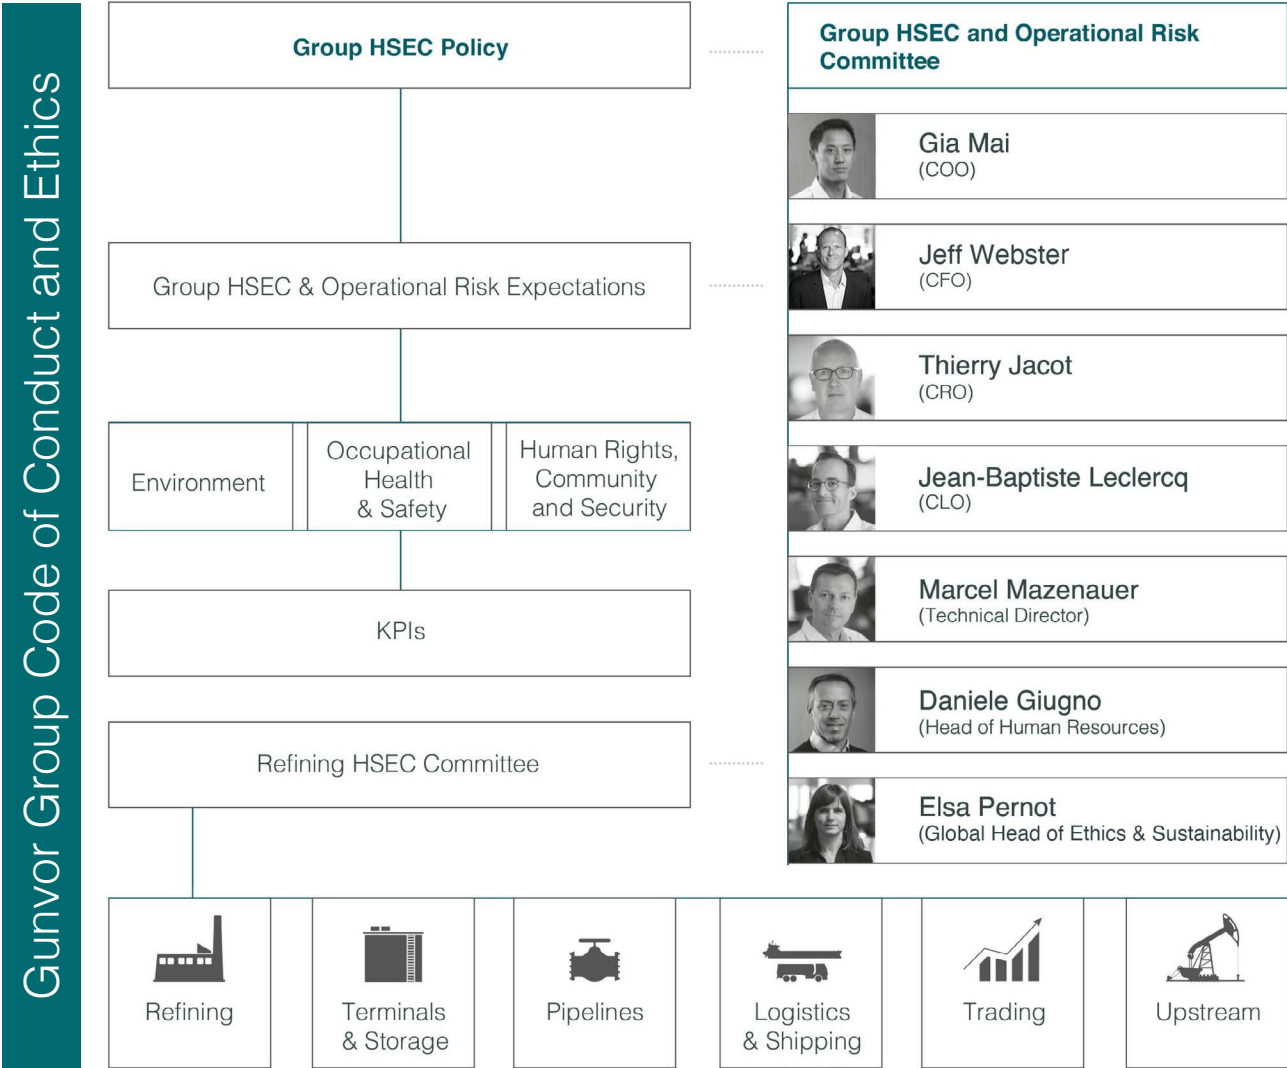 Gunvor Group Code of Conduct and Ethics
Group HSEC Policy
Group HSEC & Operational Risk Expectations
Environment
Occupational
Health
& Safety
Human Rights,
Community
and Security
KPIs
Refining HSEC Committee
Group HSEC and Operational Risk
Committee
Gia Mai
(COO)
Jeff Webster
(CFO)
Thierry Jacot
(CRO)
Jean-Baptiste Leclercq
(CLO)
Marcel Mazenauer
(Technical Director)
Daniele Giugno
(Head of Human Resources)
Elsa Pernot
(Global Head of Ethics & Sustainability)
Refining
Terminals
& Storage
Pipelines
Logistics
& Shipping
Trading
Upstream